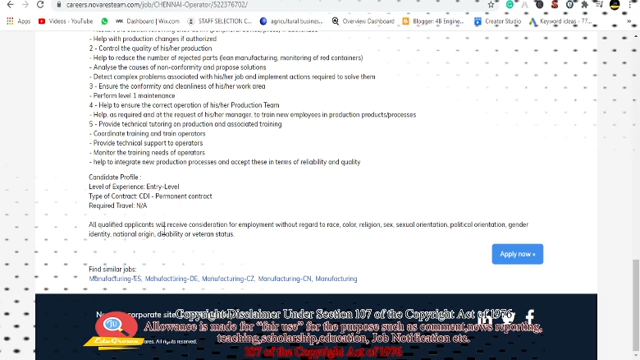 careers.novaresteam.com/job/CHENNAI-Operator/522376702/
YouTube
Dashboard | Wix.com
STAFF SELECTION C...
agricultural business...
Overview Dashboard
Blogger: 4B Engine...
Instructor course ad...
Keyword ideas - 77...
- Help with production changes if authorized
2 - Control the quality of his/her production
- Help to reduce the number of rejected parts (lean manufacturing, monitoring of red containers)
- Analyse the causes of non-conformity and propose solutions
- Detect complex problems associated with his/her job and implement actions required to solve them
3 - Ensure the conformity and cleanliness of his/her work area
- Perform level 1 maintenance
4 - Help to ensure the correct operation of his/her Production Team
- Help, as required and at the request of his/her manager, to train new employees in production products/processes
5 - Provide technical tutoring on production and associated training
- Coordinate training and train operators
- Provide technical support to operators
- Monitor the training needs of operators
- help to integrate new production processes and accept these in terms of reliability and quality
Candidate Profile :
Level of Experience: Entry-Level
Type of Contract: CDI - Permanent contract
Required Travel: N/A
All qualified applicants will receive consideration for employment without regard to race, color, religion, sex, sexual orientation, political orientation, gender
identity, national origin, disability or veteran status.
Apply now »
Find similar jobs:
Manufacturing-ES, Manufacturing-DE, Manufacturing-CZ, Manufacturing-CN, Manufacturing
corporate site
Copyright Disclaimer Under Section 107 of the Copyright Act of 1976
Allowance is made for "fair use" for the purpose such as comment,news reporting,
teaching,scholarship,education, Job Notification etc.
ares. All rights reserved.
107 of the Copyright Act of 1976